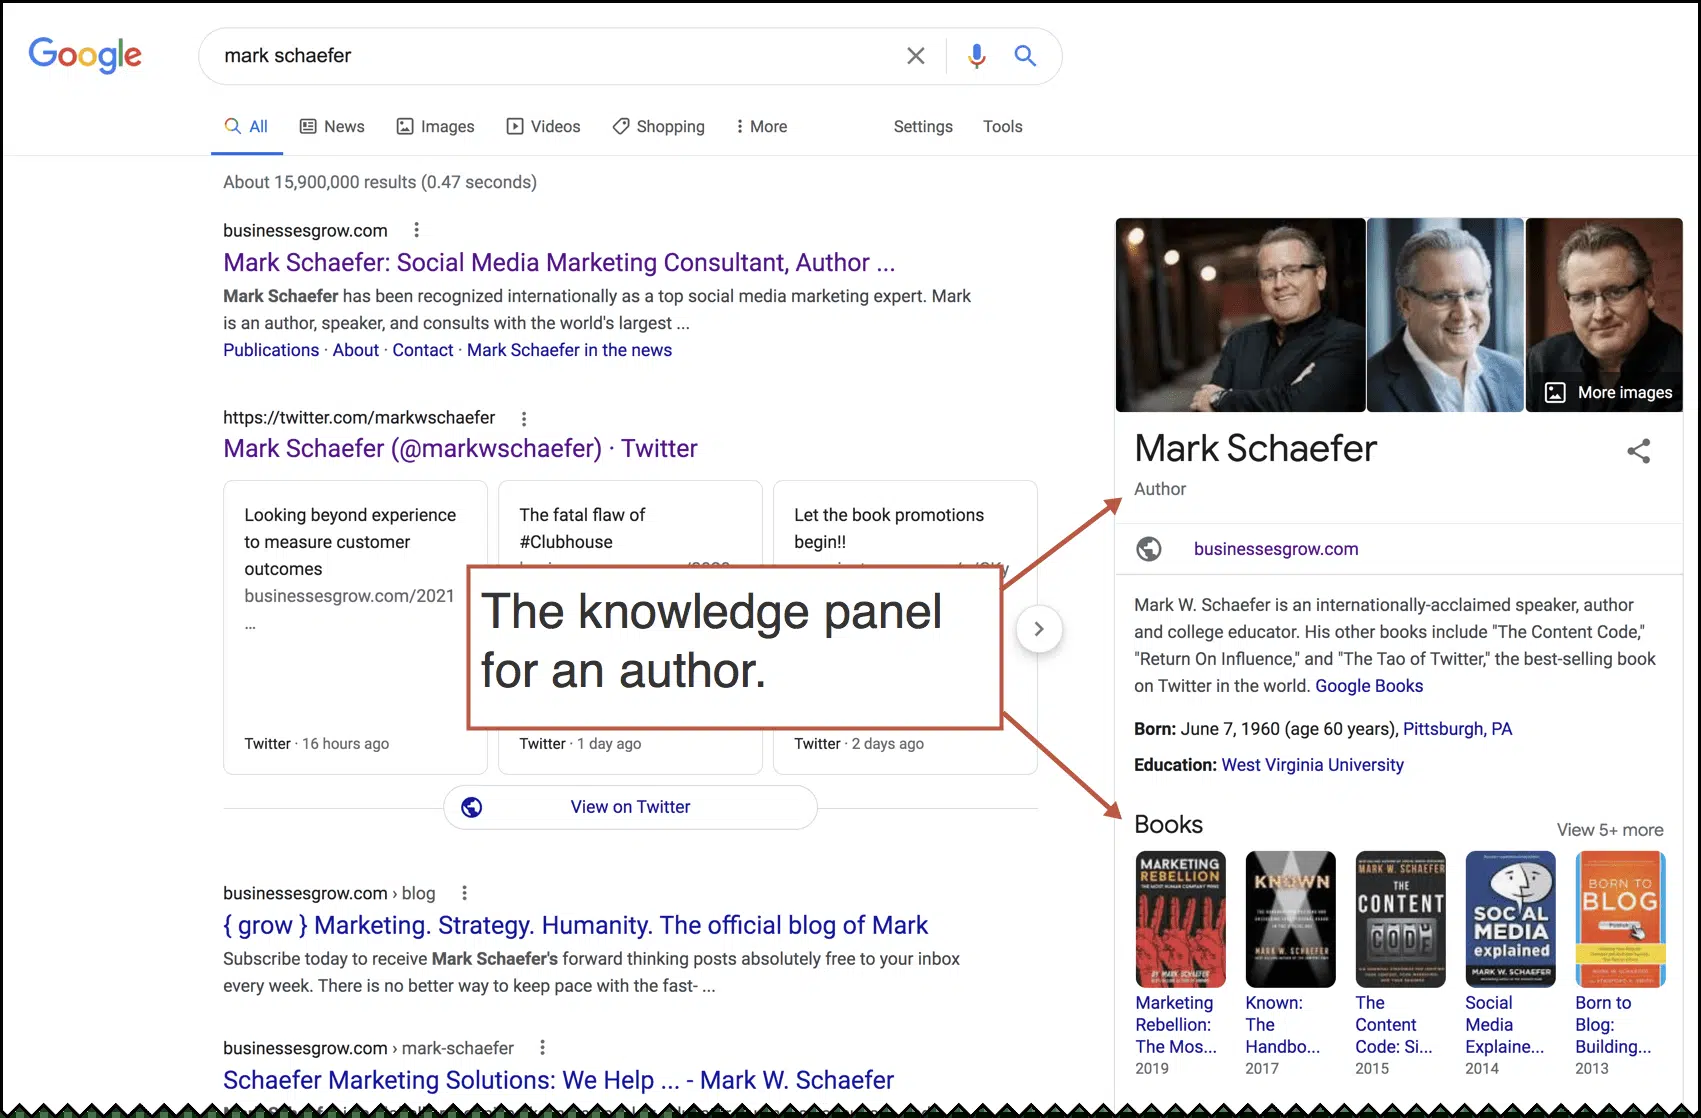 Google
mark schaefer
All
News
Images
Videos
Shopping
More
Settings
Tools
About 15,900,000 results (0.47 seconds)
businessesgrow.com
Mark Schaefer: Social Media Marketing Consultant, Author ...
Mark Schaefer has been recognized internationally as a top social media marketing expert. Mark
is an author, speaker, and consults with the world's largest ...
Publications · About · Contact · Mark Schaefer in the news
https://twitter.com/markwschaefer
Mark Schaefer (@markwschaefer) · Twitter
Looking beyond experience
to measure customer
outcomes
businessesgrow.com/2021
...
Twitter · 16 hours ago
The fatal flaw of
#Clubhouse
Twitter · 1 day ago
Let the book promotions
begin!!
Twitter · 2 days ago
The knowledge panel
for an author.
View on Twitter
businessesgrow.com › blog
{ grow } Marketing. Strategy. Humanity. The official blog of Mark
Subscribe today to receive Mark Schaefer's forward thinking posts absolutely free to your inbox
every week. There is no better way to keep pace with the fast- ...
businessesgrow.com › mark-schaefer
Schaefer Marketing Solutions: We Help ... - Mark W. Schaefer
More images
Mark Schaefer
Author
businessesgrow.com
Mark W. Schaefer is an internationally-acclaimed speaker, author
and college educator. His other books include "The Content Code,"
"Return On Influence," and "The Tao of Twitter," the best-selling book
on Twitter in the world. Google Books
Born: June 7, 1960 (age 60 years), Pittsburgh, PA
Education: West Virginia University
Books
View 5+ more
MARKETING
REBELLION
THE MOST HUMAN COMPANY WINS
BY MARK SCHAEFER
KNOWN
MARK W. SCHAEFER
MARK W. SCHAEFER
THE
CONTENT
CODE
SOCIAL
MEDIA
explained
MARK W. SCHAEFER
BORN TO
BLOG
Marketing
Rebellion:
The Mos...
2019
Known:
The
Handbo...
2017
The
Content
Code: Si...
2015
Social
Media
Explaine...
2014
Born to
Blog:
Building...
2013